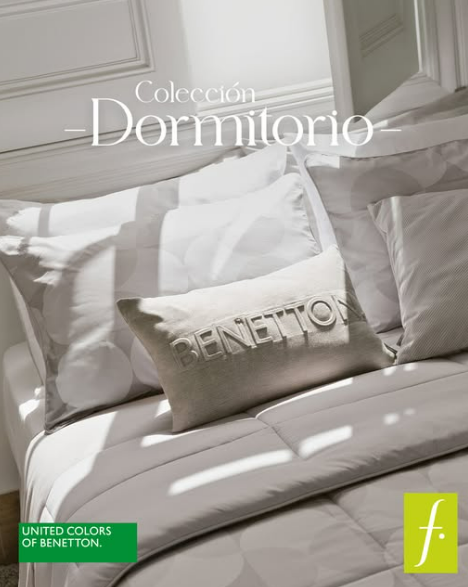 Colección
–Dormitorio–
BENETTON
UNITED COLORS
OF BENETTON.
f.